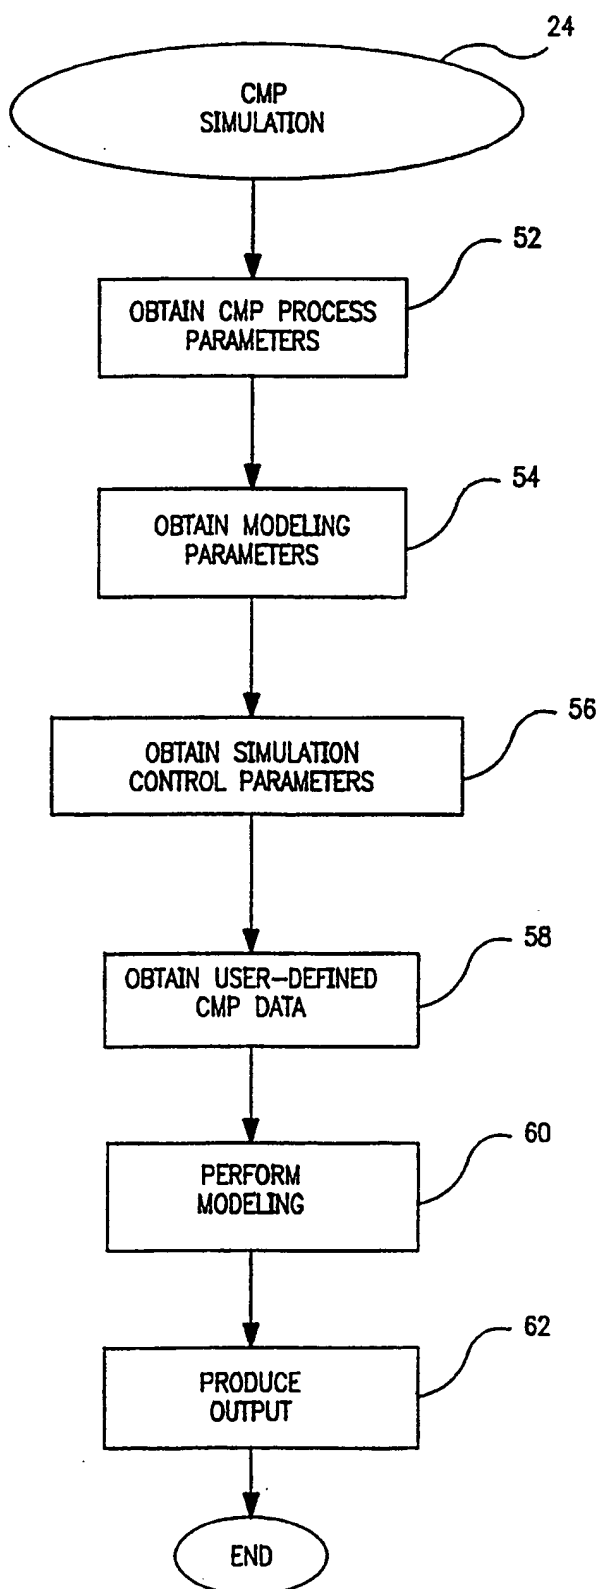 24
CMP
SIMULATION
52
OBTAIN CMP PROCESS
PARAMETERS
54
OBTAIN MODELING
PARAMETERS
56
OBTAIN SIMULATION
CONTROL PARAMETERS
58
OBTAIN USER-DEFINED
CMP DATA
60
PERFORM
MODELING
62
PRODUCE
OUTPUT
END